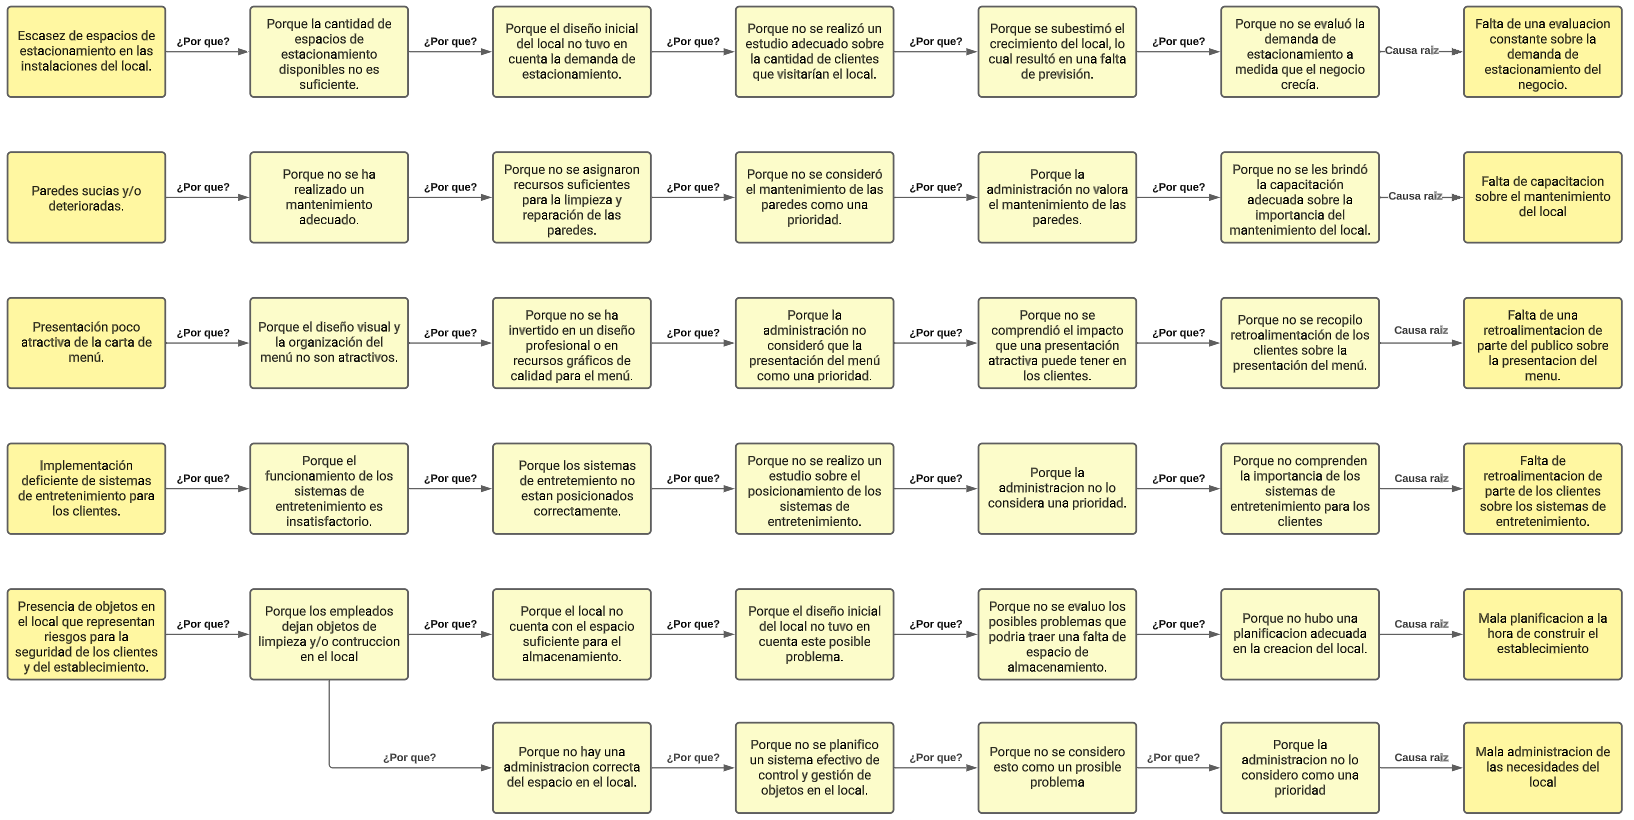 Escasez de espacios de
estacionamiento en las
instalaciones del local.
¿Por que?
Porque la cantidad de
espacios de
estacionamiento
disponibles no es
suficiente.
¿Por que?
Porque el diseño inicial
del local no tuvo en
cuenta la demanda de
estacionamiento.
¿Por que?
Porque no se realizó un
estudio adecuado sobre
la cantidad de clientes
que visitarían el local.
¿Por que?
Porque se subestimó el
crecimiento del local, lo
cual resultó en una falta
de previsión.
¿Por que?
Porque no se evaluó la
demanda de
estacionamiento a
medida que el negocio
crecía.
Causa raiz
Falta de una evaluacion
constante sobre la
demanda de
estacionamiento del
negocio.
Paredes sucias y/o
deterioradas.
¿Por que?
Porque no se ha
realizado un
mantenimiento
adecuado.
¿Por que?
Porque no se asignaron
recursos suficientes
para la limpieza y
reparación de las
paredes.
¿Por que?
Porque no se consideró
el mantenimiento de las
paredes como una
prioridad.
¿Por que?
Porque la
administración no valora
el mantenimiento de las
paredes.
¿Por que?
Porque no se les brindó
la capacitación
adecuada sobre la
importancia del
mantenimiento del local.
Causa raiz
Falta de capacitacion
sobre el mantenimiento
del local
Presentación poco
atractiva de la carta de
menú.
¿Por que?
Porque el diseño visual y
la organización del
menú no son atractivos.
¿Por que?
Porque no se ha
invertido en un diseño
profesional o en
recursos gráficos de
calidad para el menú.
¿Por que?
Porque la
administración no
consideró que la
presentación del menú
como una prioridad.
¿Por que?
Porque no se
comprendió el impacto
que una presentación
atractiva puede tener en
los clientes.
¿Por que?
Porque no se recopilo
retroalimentación de los
clientes sobre la
presentación del menú.
Causa raiz
Falta de una
retroalimentacion de
parte del publico sobre
la presentacion del
menu.
Implementación
deficiente de sistemas
de entretenimiento para
los clientes.
¿Por que?
Porque el
funcionamiento de los
sistemas de
entretenimiento es
insatisfactorio.
¿Por que?
Porque los sistemas
de entretemiento no
estan posicionados
correctamente.
¿Por que?
Porque no se realizo un
estudio sobre el
posicionamiento de los
sistemas de
entretenimiento.
¿Por que?
Porque la
administracion no lo
considera una prioridad.
¿Por que?
Porque no comprenden
la importancia de los
sistemas de
entretenimiento para los
clientes
Causa raiz
Falta de
retroalimentacion de
parte de los clientes
sobre los sistemas de
entretenimiento.
Presencia de objetos en
el local que representan
riesgos para la
seguridad de los clientes
y del establecimiento.
¿Por que?
Porque los empleados
dejan objetos de
limpieza y/o contruccion
en el local
¿Por que?
Porque el local no
cuenta con el espacio
suficiente para el
almacenamiento.
¿Por que?
Porque el diseño inicial
del local no tuvo en
cuenta este posible
problema.
¿Por que?
Porque no se evaluo los
posibles problemas que
podria traer una falta de
espacio de
almacenamiento.
¿Por que?
Porque no hubo una
planificacion adecuada
en la creacion del local.
Causa raiz
Mala planificacion a la
hora de construir el
establecimiento
¿Por que?
Porque no hay una
administracion correcta
del espacio en el local.
¿Por que?
Porque no se planifico
un sistema efectivo de
control y gestión de
objetos en el local.
¿Por que?
Porque no se considero
esto como un prosible
problema
¿Por que?
Porque la
administracion no lo
considero como una
prioridad
Causa raiz
Mala administracion de
las necesidades del
local